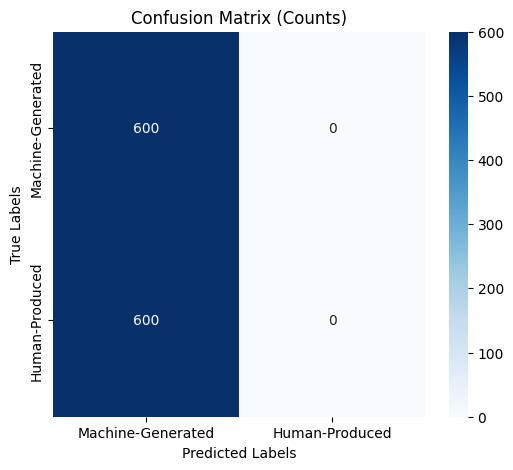 Confusion Matrix (Counts)
True Labels
Machine-Generated
Human-Produced
600
0
600
0
Machine-Generated
Human-Produced
Predicted Labels
600
500
400
300
200
100
0